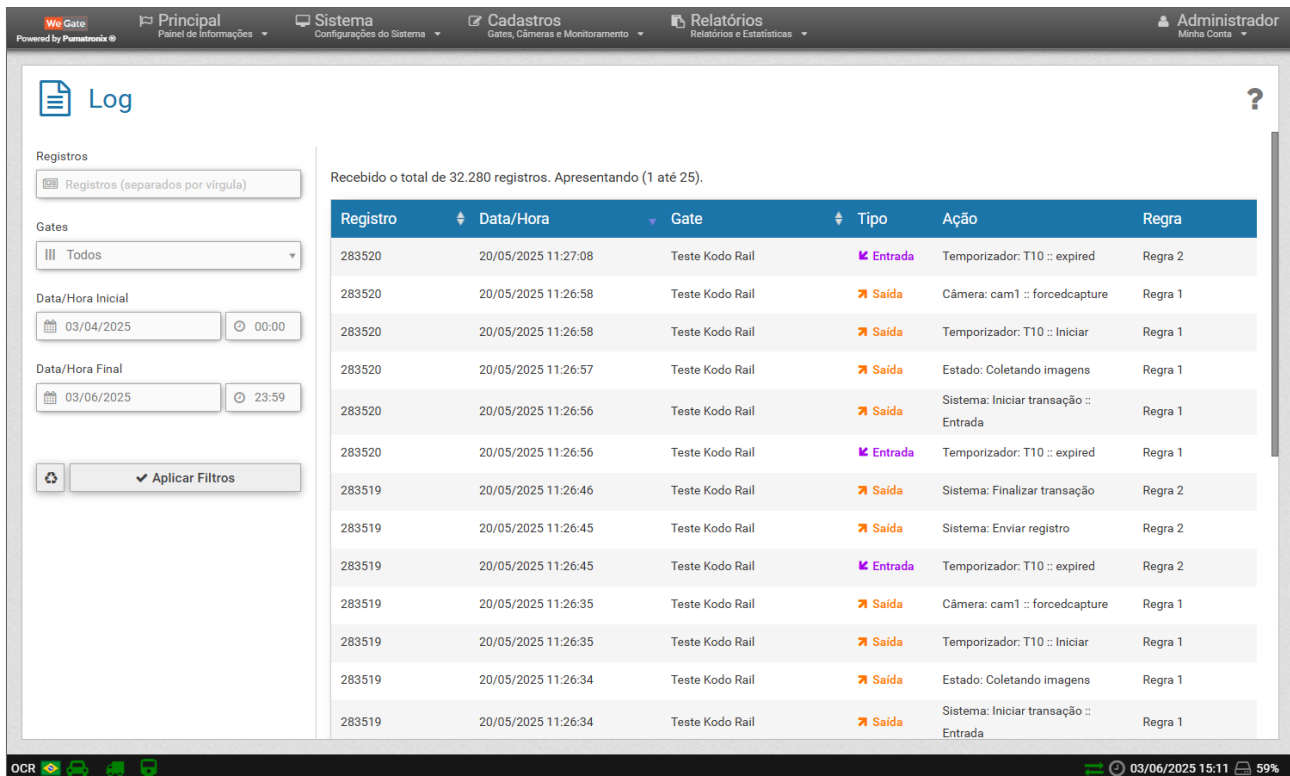 We Gate
Powered by Pumatronix ®
Principal
Painel de Informações
Sistema
Configurações do Sistema
Cadastros
Gates, Câmeras e Monitoramento
Relatórios
Relatórios e Estatísticas
Administrador
Minha Conta
Log
?
Registros
Registros (separados por vírgula)
Gates
Todos
Data/Hora Inicial
03/04/2025 00:00
Data/Hora Final
03/06/2025 23:59
Aplicar Filtros
Recebido o total de 32.280 registros. Apresentando (1 até 25).
Registro Data/Hora Gate Tipo Ação Regra
283520 20/05/2025 11:27:08 Teste Kodo Rail Entrada Temporizador: T10 :: expired Regra 2
283520 20/05/2025 11:26:58 Teste Kodo Rail Saída Câmera: cam1 :: forcedcapture Regra 1
283520 20/05/2025 11:26:58 Teste Kodo Rail Saída Temporizador: T10 :: Iniciar Regra 1
283520 20/05/2025 11:26:57 Teste Kodo Rail Saída Estado: Coletando imagens Regra 1
283520 20/05/2025 11:26:56 Teste Kodo Rail Saída Sistema: Iniciar transação :: Regra 1
Entrada
283520 20/05/2025 11:26:56 Teste Kodo Rail Entrada Temporizador: T10 :: expired Regra 1
283519 20/05/2025 11:26:46 Teste Kodo Rail Saída Sistema: Finalizar transação Regra 2
283519 20/05/2025 11:26:45 Teste Kodo Rail Saída Sistema: Enviar registro Regra 2
283519 20/05/2025 11:26:45 Teste Kodo Rail Entrada Temporizador: T10 :: expired Regra 2
283519 20/05/2025 11:26:35 Teste Kodo Rail Saída Câmera: cam1 :: forcedcapture Regra 1
283519 20/05/2025 11:26:35 Teste Kodo Rail Saída Temporizador: T10 :: Iniciar Regra 1
283519 20/05/2025 11:26:34 Teste Kodo Rail Saída Estado: Coletando imagens Regra 1
283519 20/05/2025 11:26:34 Teste Kodo Rail Saída Sistema: Iniciar transação :: Regra 1
Entrada
OCR 03/06/2025 15:11 59%